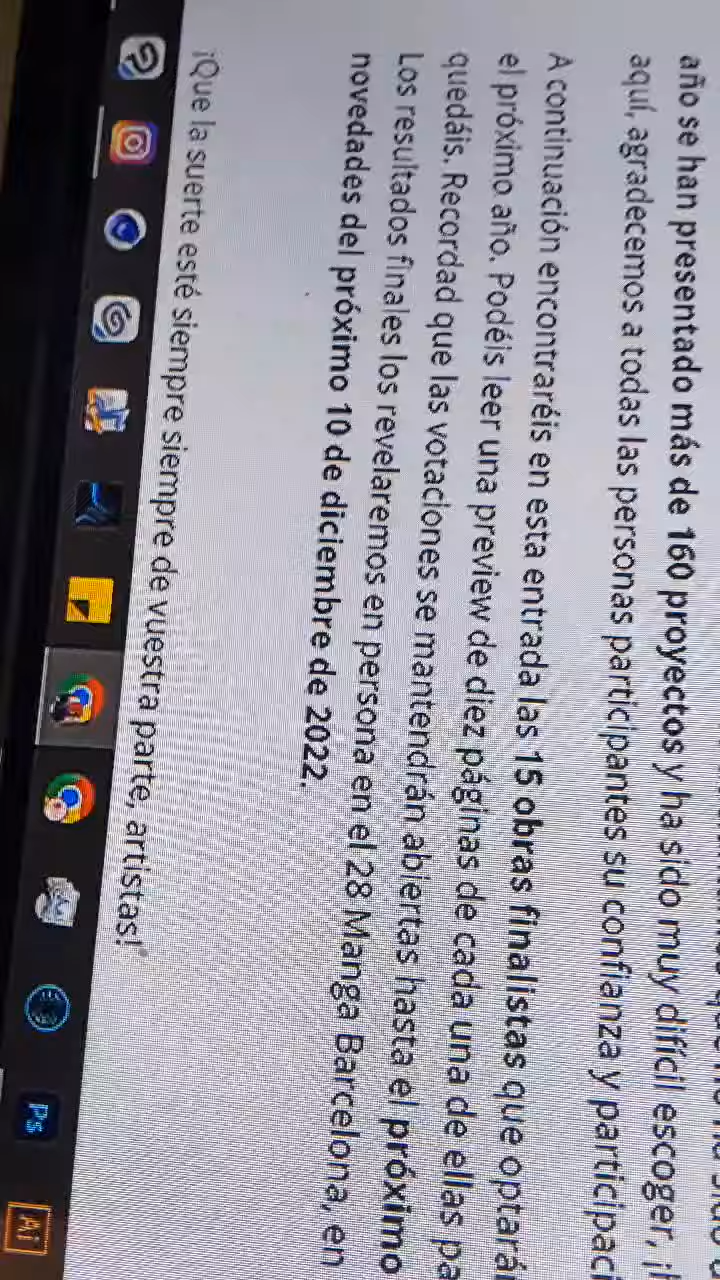 año se han presentado más de 160 proyectos y ha sido muy difícil escoger, ¡
aquí, agradecemos a todas las personas participantes su confianza y participac
A continuación encontraréis en esta entrada las 15 obras finalistas que optará
el próximo año. Podéis leer una preview de diez páginas de cada una de ellas pa
quedáis. Recordad que las votaciones se mantendrán abiertas hasta el próximo
Los resultados finales los revelaremos en persona en el 28 Manga Barcelona, en
novedades del próximo 10 de diciembre de 2022.
¡Que la suerte esté siempre siempre de vuestra parte, artistas!
Ps